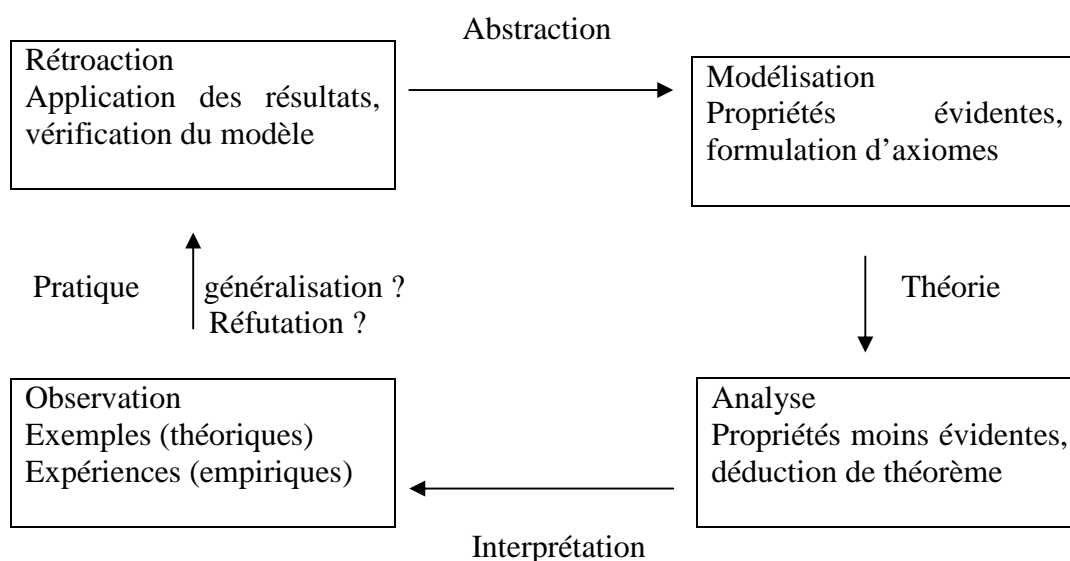 Abstraction
Rétroaction
Application des résultats,
vérification du modèle
Modélisation
Propriétés évidentes,
formulation d’axiomes
Pratique
généralisation ?
Réfutation ?
Théorie
Observation
Exemples (théoriques)
Expériences (empiriques)
Analyse
Propriétés moins évidentes,
déduction de théorème
Interprétation